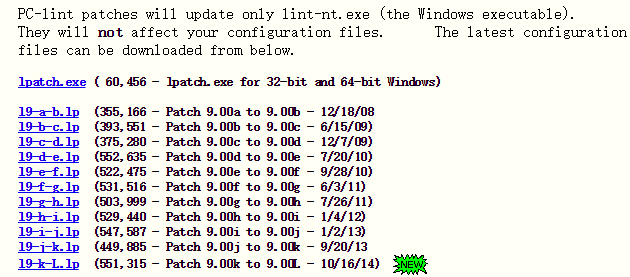 PC-lint patches will update only lint-nt.exe (the Windows executable).
They will not affect your configuration files. The latest configuration
files can be downloaded from below.
lpatch.exe ( 60,456 - lpatch.exe for 32-bit and 64-bit Windows)
l9-a-b.lp (355,166 - Patch 9.00a to 9.00b - 12/18/08
l9-b-c.lp (393,551 - Patch 9.00b to 9.00c - 6/15/09)
l9-c-d.lp (375,280 - Patch 9.00c to 9.00d - 12/7/09)
l9-d-e.lp (552,635 - Patch 9.00d to 9.00e - 7/20/10)
l9-e-f.lp (522,475 - Patch 9.00e to 9.00f - 9/28/10)
l9-f-g.lp (531,516 - Patch 9.00f to 9.00g - 6/3/11)
l9-g-h.lp (503,999 - Patch 9.00g to 9.00h - 7/26/11)
l9-h-i.lp (529,440 - Patch 9.00h to 9.00i - 1/4/12)
l9-i-j.lp (547,587 - Patch 9.00i to 9.00j - 1/2/13)
l9-j-k.lp (449,885 - Patch 9.00j to 9.00k - 9/20/13
l9-k-L.lp (551,315 - Patch 9.00k to 9.00L - 10/16/14) NEW